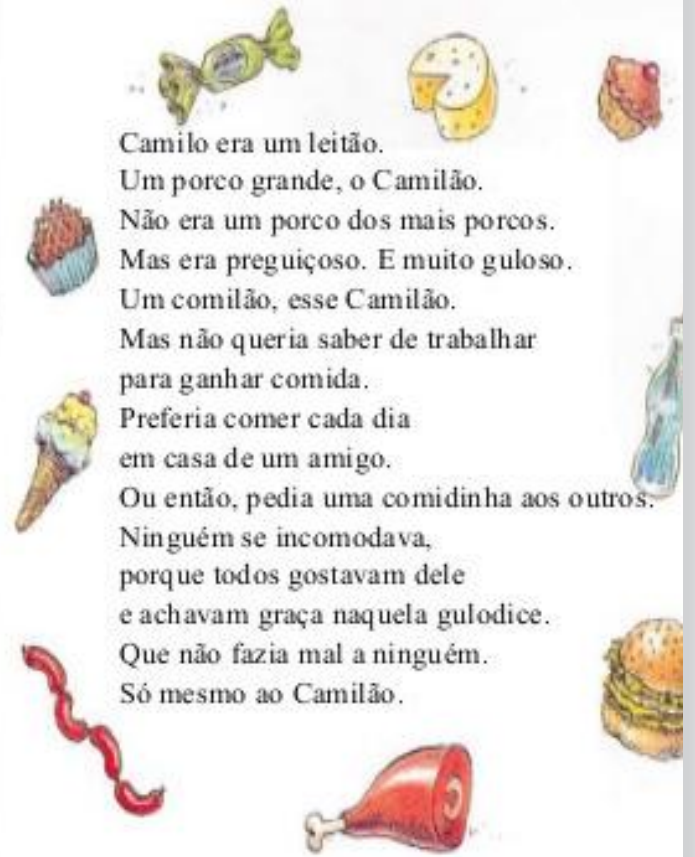 Camilo era um leitão.
Um porco grande, o Camilão.
Não era um porco dos mais porcos.
Mas era preguiçoso. E muito guloso.
Um comilão, esse Camilão.
Mas não queria saber de trabalhar
para ganhar comida.
Preferia comer cada dia
em casa de um amigo.
Ou então, pedia uma comidinha aos outros.
Ninguém se incomodava,
porque todos gostavam dele
e achavam graça naquela gulodice.
Que não fazia mal a ninguém.
Só mesmo ao Camilão.